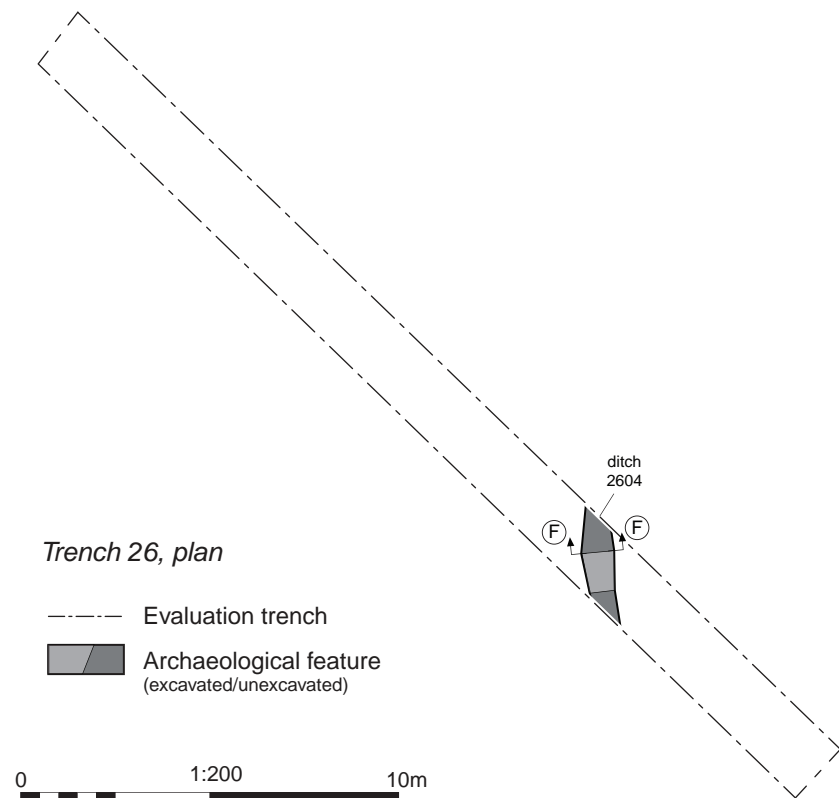 ditch
2604
F F
Trench 26, plan
Evaluation trench
Archaeological feature
(excavated/unexcavated)
0 1:200 10m